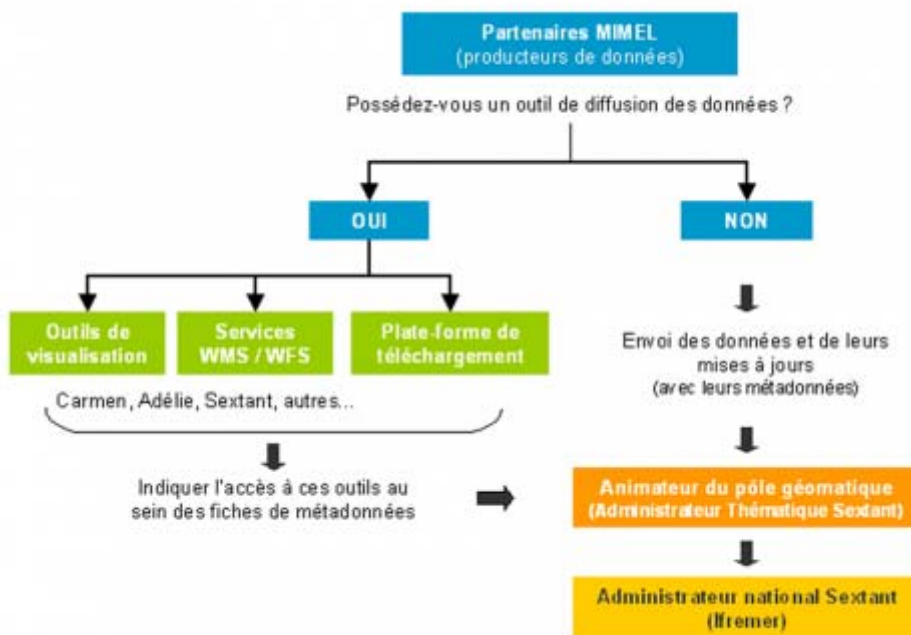 Partenaires MIMEL
(producteurs de données)
Possédez-vous un outil de diffusion des données ?
OUI
NON
Outils de
visualisation
Services
WMS / WFS
Plate-forme de
téléchargement
Carmen, Adélie, Sextant, autres...
Indiquer l'accès à ces outils au
sein des fiches de métadonnées
Envoi des données et de leurs
mises à jours
(avec leurs métadonnées)
Animateur du pôle géomatique
(Administrateur Thématique Sextant)
Administrateur national Sextant
(Ifremer)